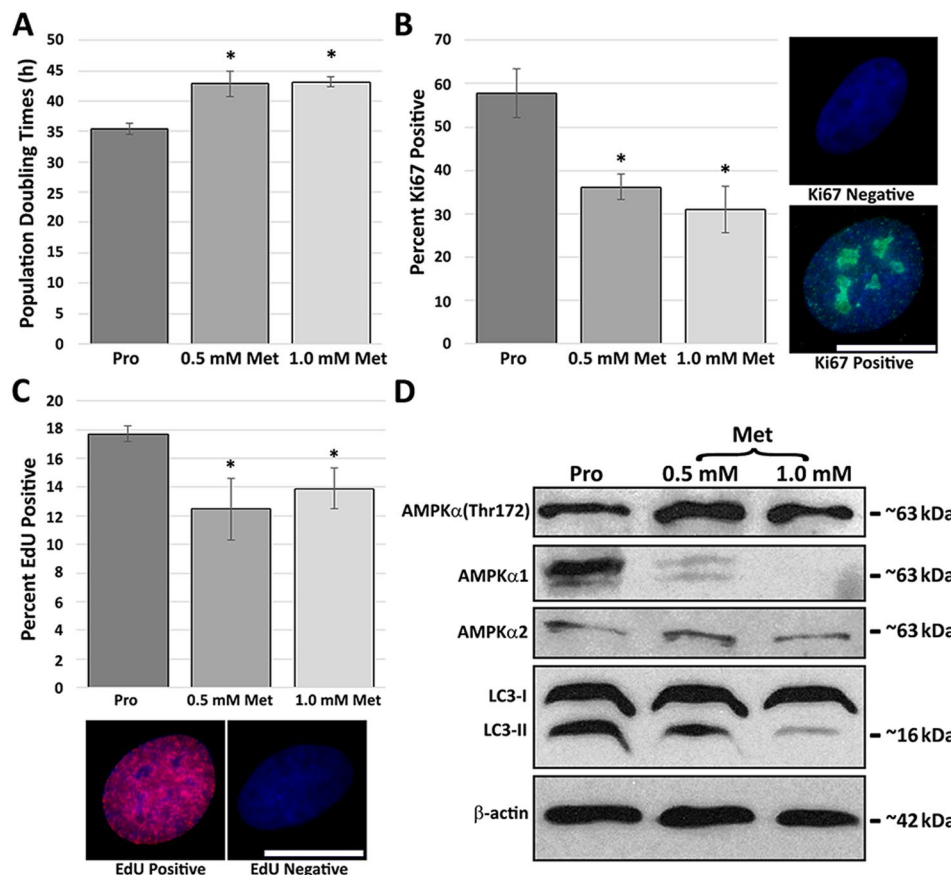 A
Population Doubling Times (h)
50
45
40
35
30
25
20
15
10
5
0
*
*
Pro
0.5 mM Met
1.0 mM Met
B
Percent Ki67 Positive
70
60
50
40
30
20
10
0
*
*
Pro
0.5 mM Met
1.0 mM Met
Ki67 Negative
Ki67 Positive
C
Percent EdU Positive
20
18
16
14
12
10
8
6
4
2
0
*
*
Pro
0.5 mM Met
1.0 mM Met
EdU Positive
EdU Negative
D
Met
Pro
0.5 mM
1.0 mM
AMPKα(Thr172)
~63 kDa
AMPKα1
~63 kDa
AMPKα2
~63 kDa
LC3-I
LC3-II
~16 kDa
β-actin
~42 kDa